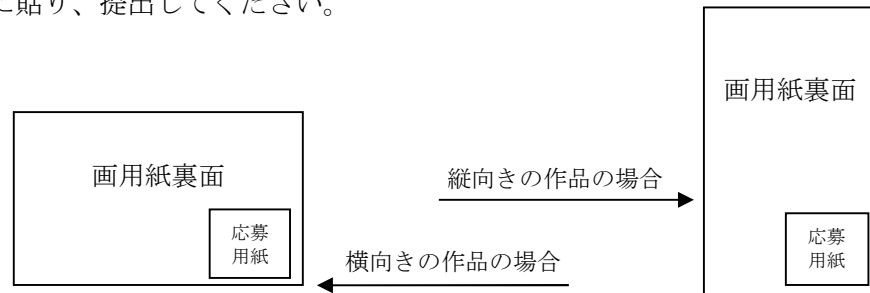 に貼り、提出してください。
画用紙裏面
画用紙裏面
縦向きの作品の場合
応募
用紙
応募
用紙
横向きの作品の場合